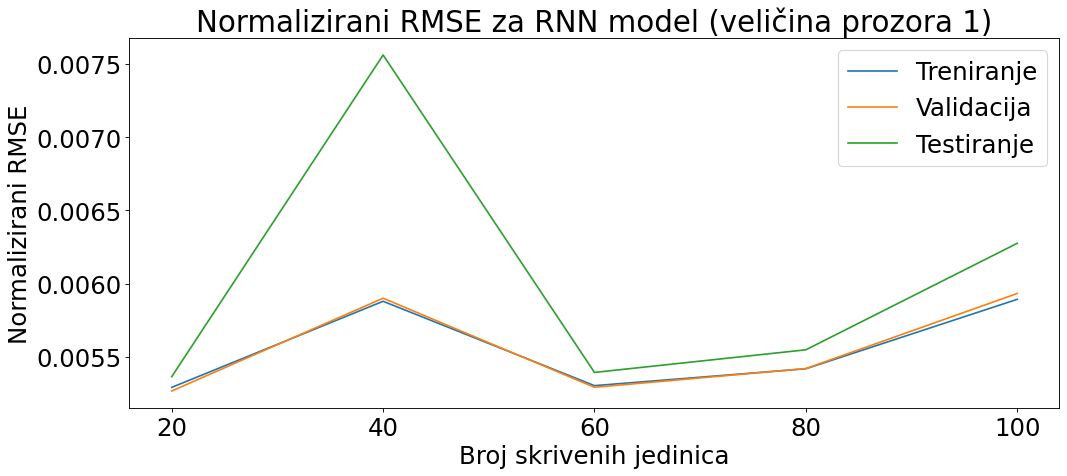 Normalizirani RMSE za RNN model (veličina prozora 1)
Normalizirani RMSE
0.0075
0.0070
0.0065
0.0060
0.0055
Treniranje
Validacija
Testiranje
20 40 60 80 100
Broj skrivenih jedinica